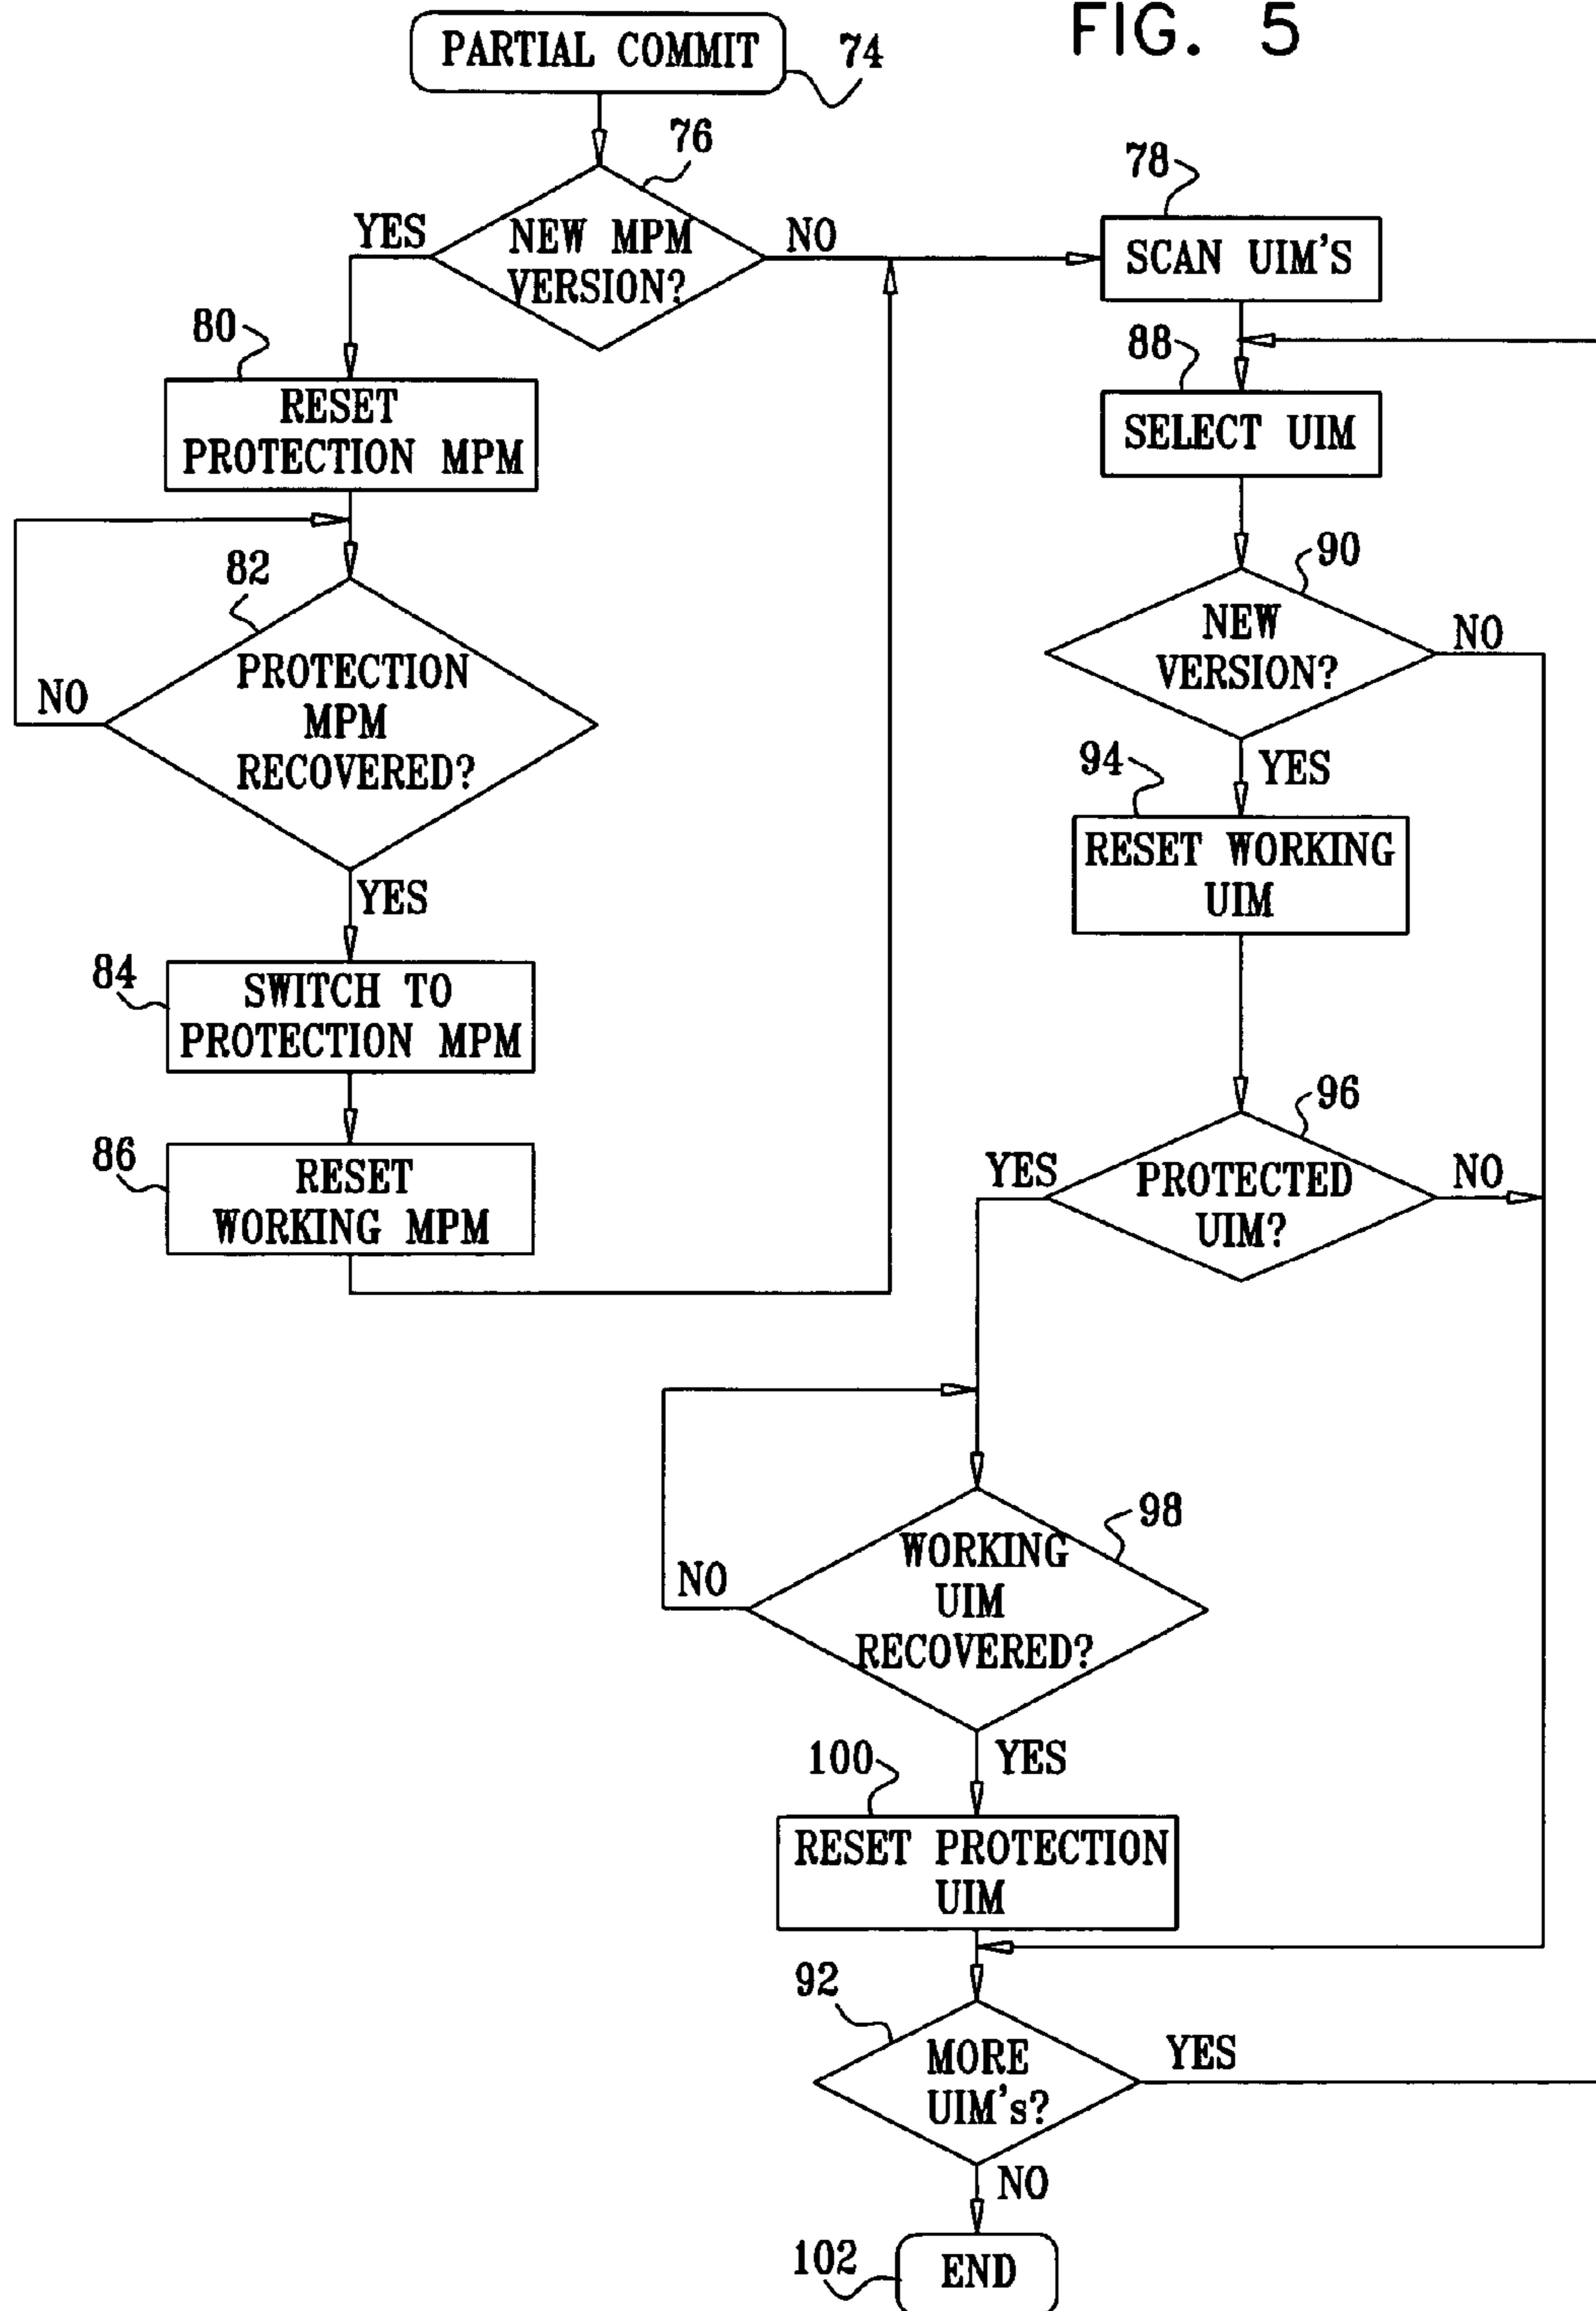 FIG. 5
PARTIAL COMMIT
74
76
NEW MPM
VERSION?
YES
NO
80
RESET
PROTECTION MPM
82
PROTECTION
MPM
RECOVERED?
NO
YES
84
SWITCH TO
PROTECTION MPM
86
RESET
WORKING MPM
78
SCAN UIM'S
88
SELECT UIM
90
NEW
VERSION?
NO
YES
94
RESET WORKING
UIM
96
PROTECTED
UIM?
YES
NO
98
WORKING
UIM
RECOVERED?
NO
YES
100
RESET PROTECTION
UIM
92
MORE
UIM's?
YES
NO
102
END